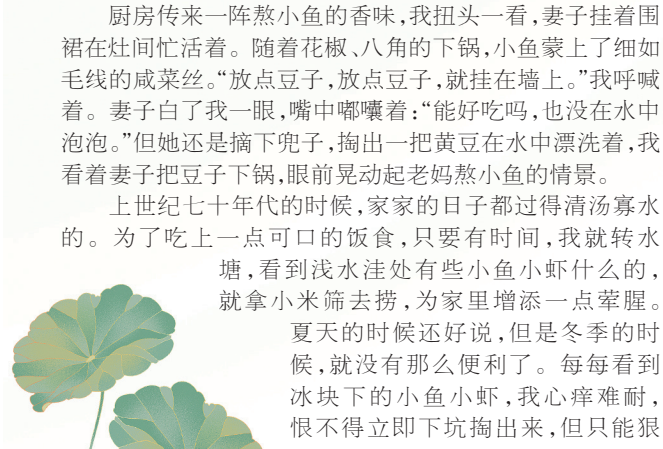 厨房传来一阵熬小鱼的香味,我扭头一看,妻子挂着围
裙在灶间忙活着。随着花椒、八角的下锅,小鱼蒙上了细如
毛线的咸菜丝。“放点豆子,放点豆子,就挂在墙上。”我呼喊
着。妻子白了我一眼,嘴中嘟囔着:“能好吃吗,也没在水中
泡泡。”但她还是摘下兜子,掏出一把黄豆在水中漂洗着,我
看着妻子把豆子下锅,眼前晃动起老妈熬小鱼的情景。
上世纪七十年代的时候,家家的日子都过得清汤寡水
的。为了吃上一点可口的饭食,只要有时间,我就转水
塘,看到浅水洼处有些小鱼小虾什么的,
就拿小米筛去捞,为家里增添一点荤腥。
夏天的时候还好说,但是冬季的时
候,就没有那么便利了。每每看到
冰块下的小鱼小虾,我心痒难耐,
恨不得立即下坑掏出来,但只能狠